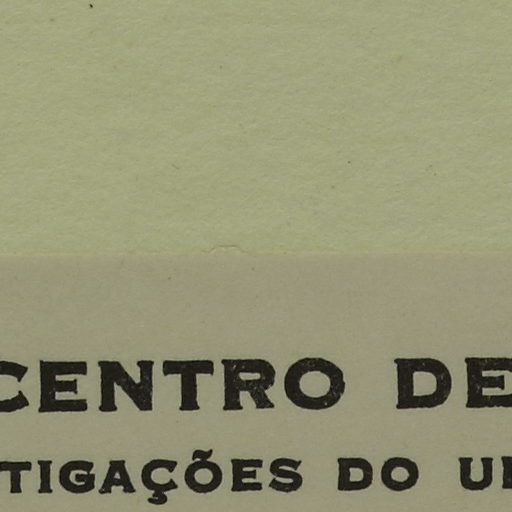 CENTRO DE
TIGAÇÕES DO